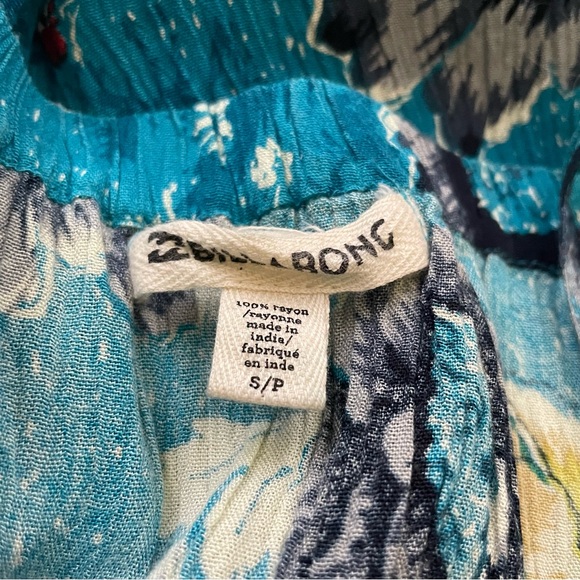 BILLABONG
100% rayon
/rayonne
made in
india/
fabriqué
en inde
S/P